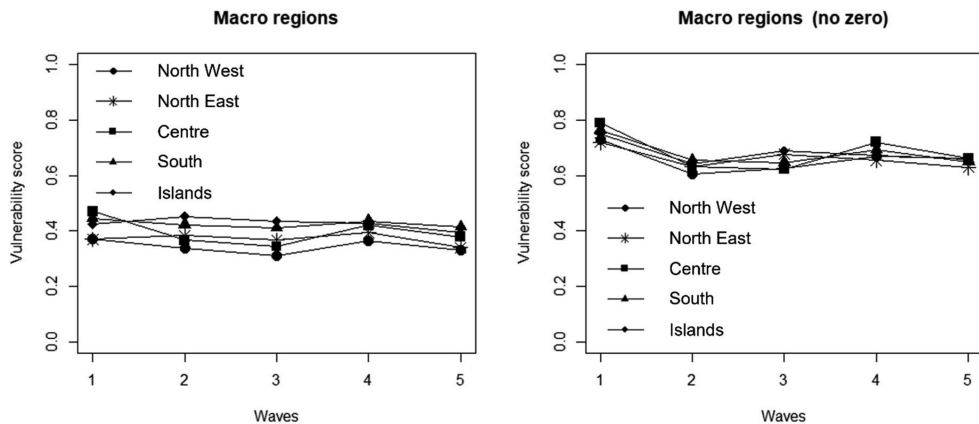 Macro regions
Vulnerability score
1.0
0.8
0.6
0.4
0.2
0.0
North West
North East
Centre
South
Islands
1 2 3 4 5
Waves
Macro regions (no zero)
Vulnerability score
1.0
0.8
0.6
0.4
0.2
0.0
North West
North East
Centre
South
Islands
1 2 3 4 5
Waves